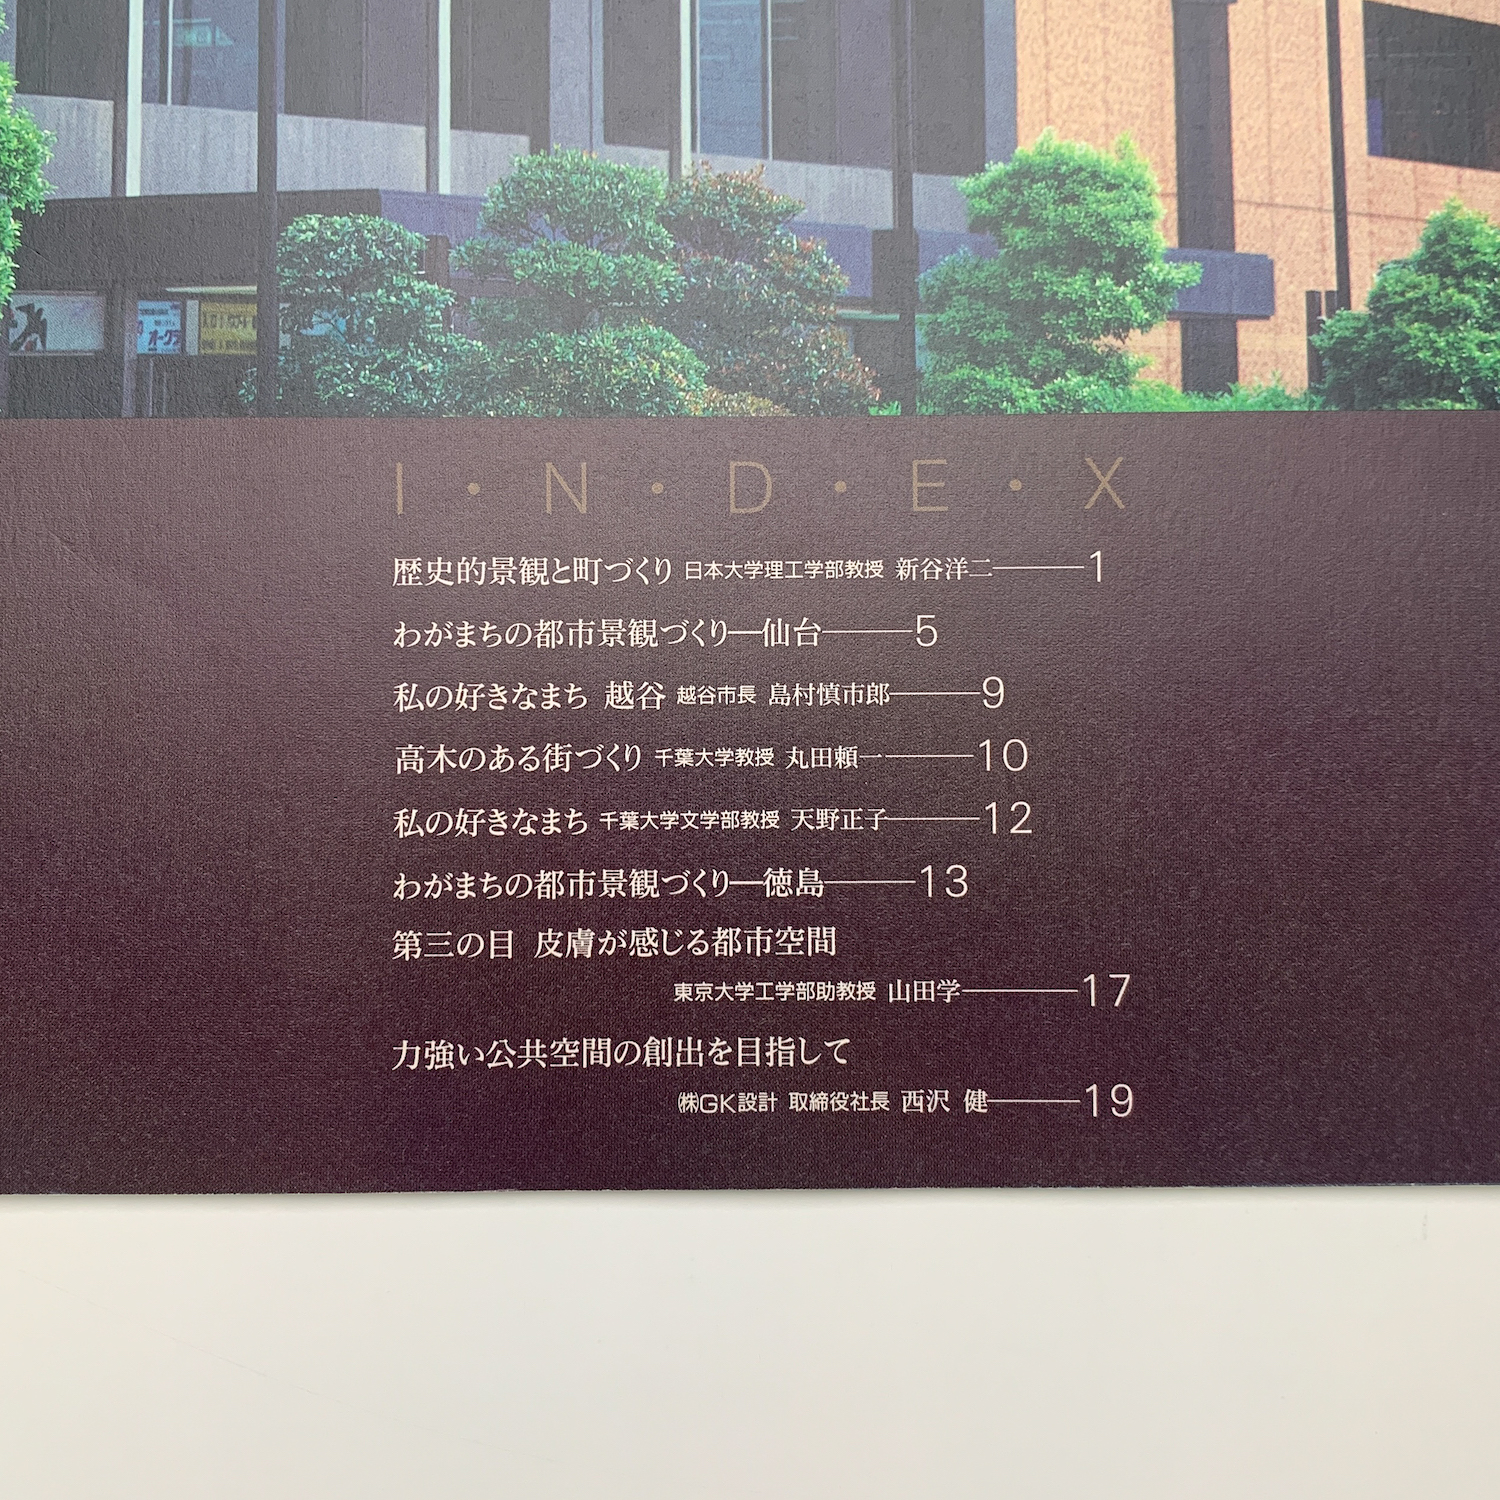 オークラ
I・N・D・E・X
歴史的景観と町づくり 日本大学理工学部教授 新谷洋二――1
わがまちの都市景観づくり―仙台――5
私の好きなまち 越谷 越谷市長 島村慎市郎――9
高木のある街づくり 千葉大学教授 丸田頼一――10
私の好きなまち 千葉大学文学部教授 天野正子――12
わがまちの都市景観づくり―徳島――13
第三の目 皮膚が感じる都市空間
東京大学工学部助教授 山田学――17
力強い公共空間の創出を目指して
㈱GK設計 取締役社長 西沢 健――19